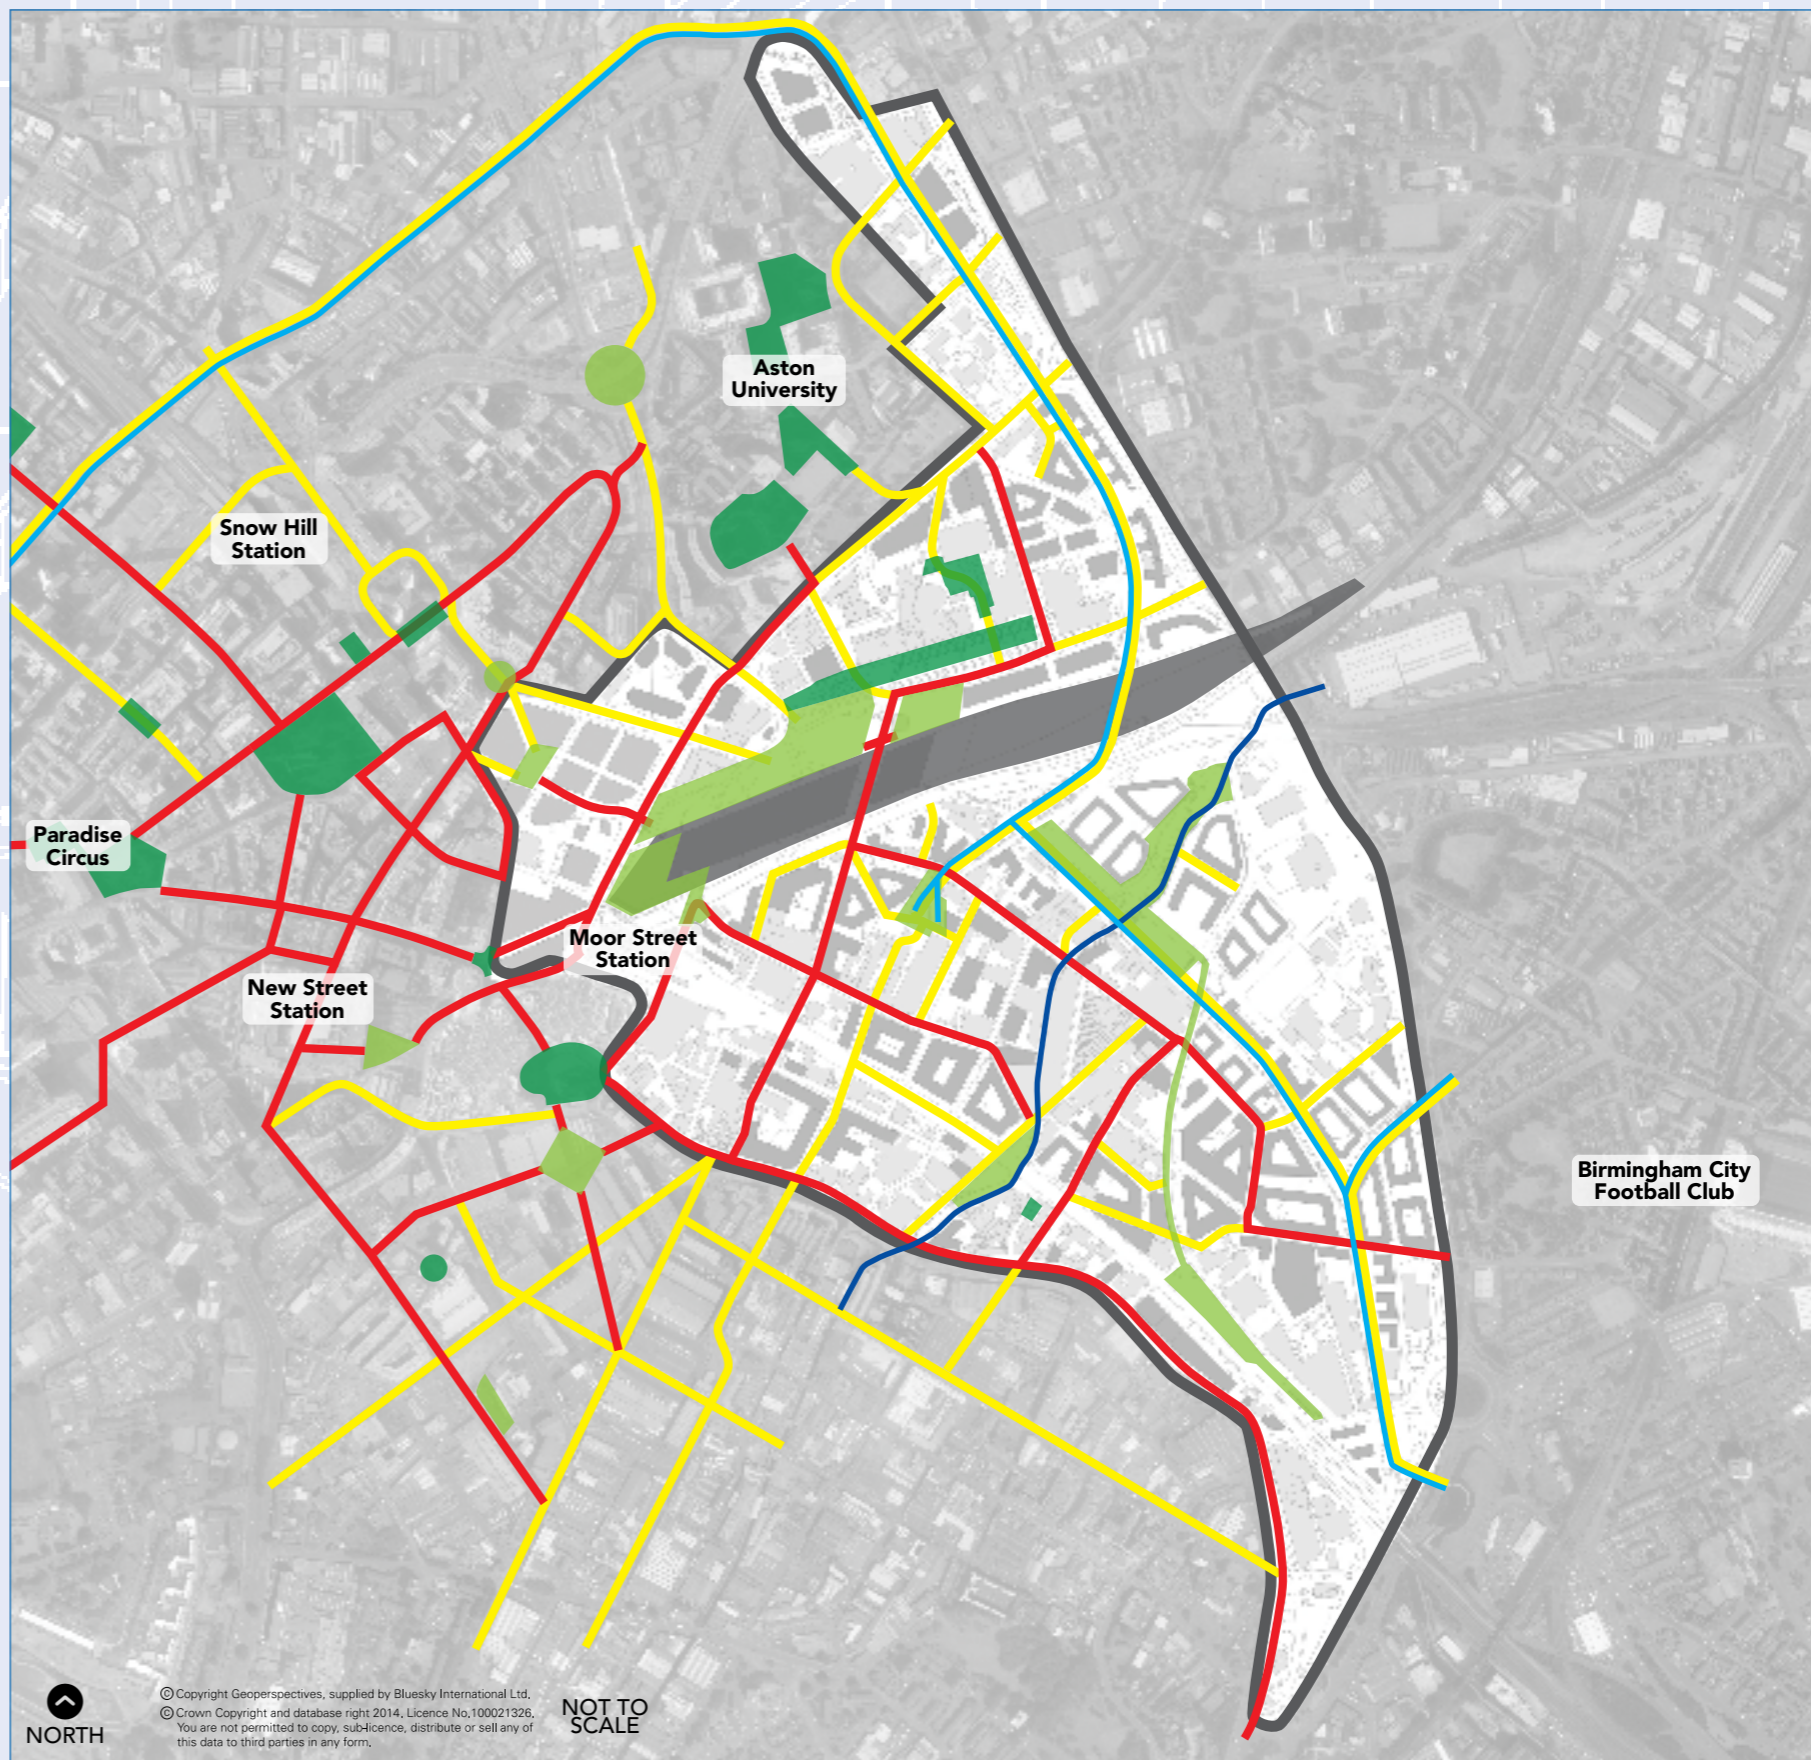 Aston
University
Snow Hill
Station
Paradise
Circus
Moor Street
Station
New Street
Station
Birmingham City
Football Club
NORTH
© Copyright Geoperspectives, supplied by Bluesky International Ltd.
© Crown Copyright and database right 2014. Licence No.100021326.
You are not permitted to copy, sub-licence, distribute or sell any of
this data to third parties in any form.
NOT TO
SCALE